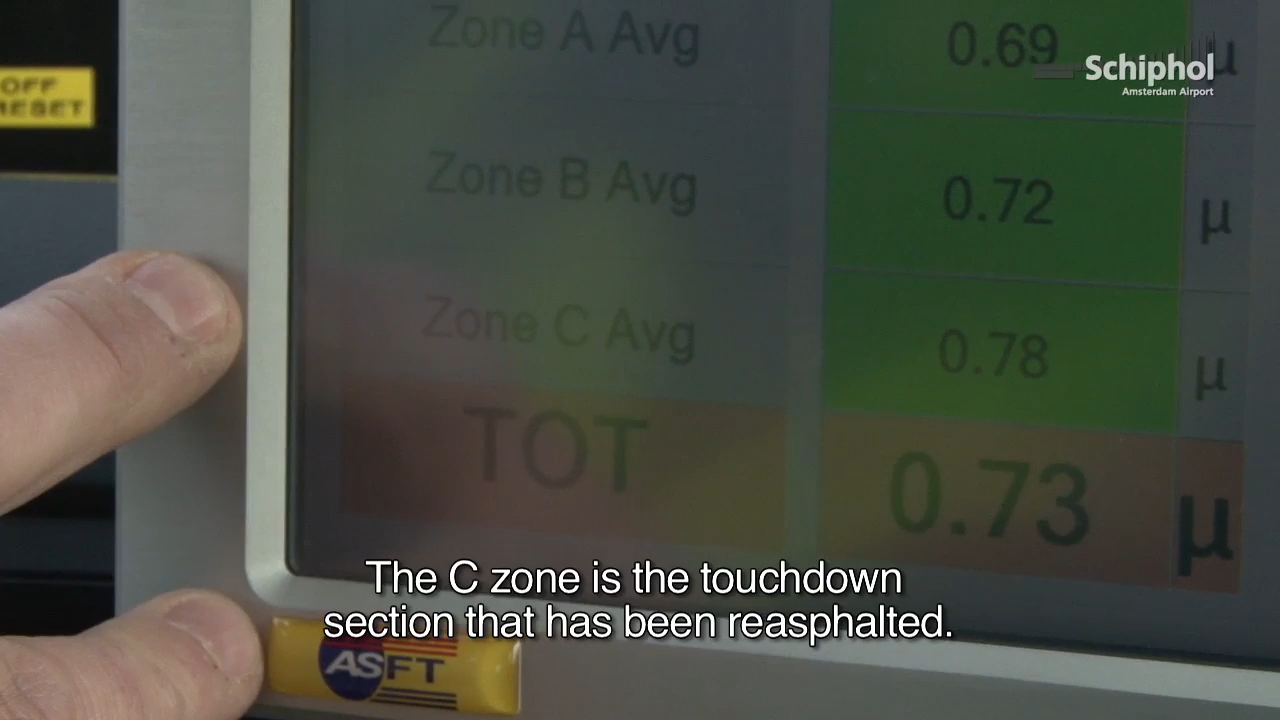 OFF
RESET
Zone A Avg 0.69 μ
Schiphol
Amsterdam Airport
Zone B Avg 0.72 μ
Zone C Avg 0.78 μ
TOT 0.73 μ
The C zone is the touchdown
section that has been reasphalted.
ASFT